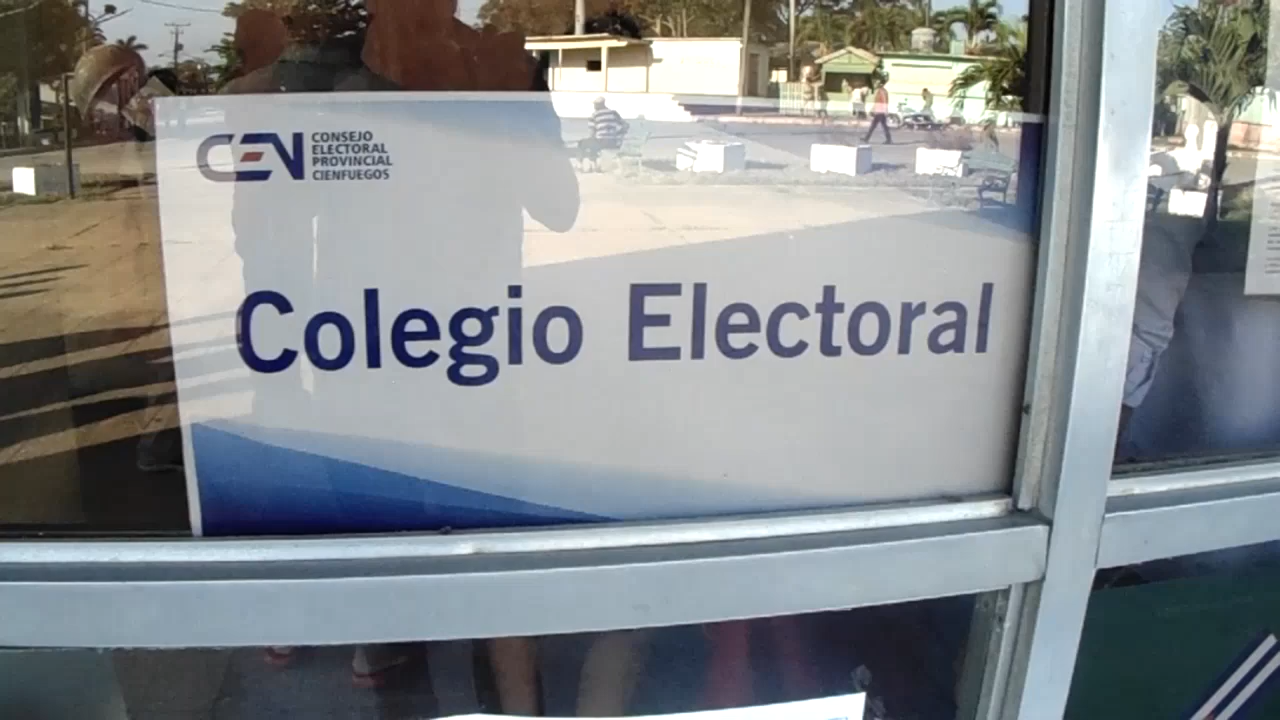 CEN
CONSEJO
ELECTORAL
PROVINCIAL
CIENFUEGOS
Colegio Electoral